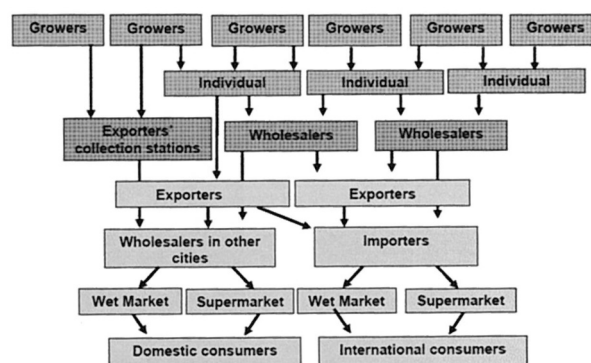 Growers Growers Growers Growers Growers Growers
Individual Individual Individual
Exporters'
collection stations
Wholesalers Wholesalers
Exporters Exporters
Wholesalers in other
cities
Importers
Wet Market Supermarket Wet Market Supermarket
Domestic consumers International consumers